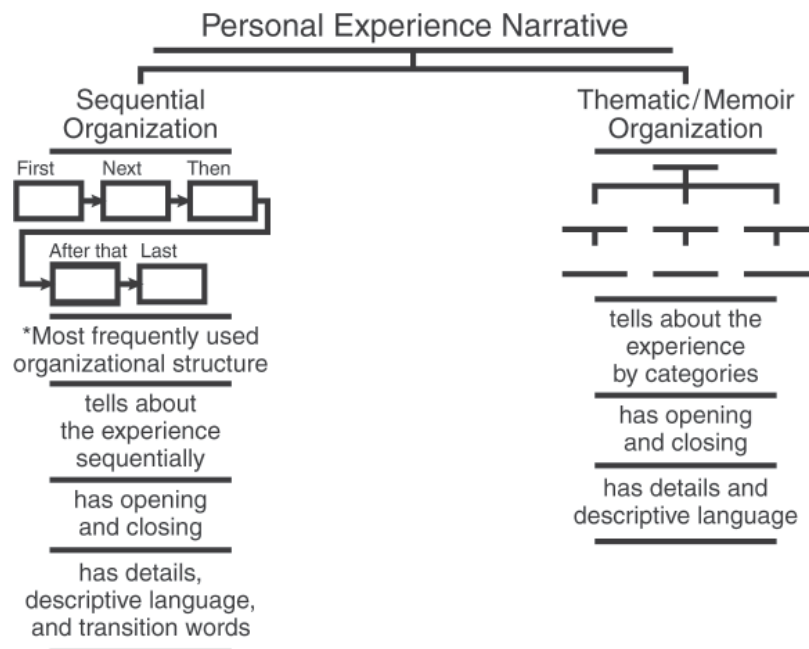 Personal Experience Narrative
Sequential
Organization
First Next Then
After that Last
*Most frequently used
organizational structure
tells about
the experience
sequentially
has opening
and closing
has details,
descriptive language,
and transition words
Thematic/Memoir
Organization
tells about the
experience
by categories
has opening
and closing
has details and
descriptive language